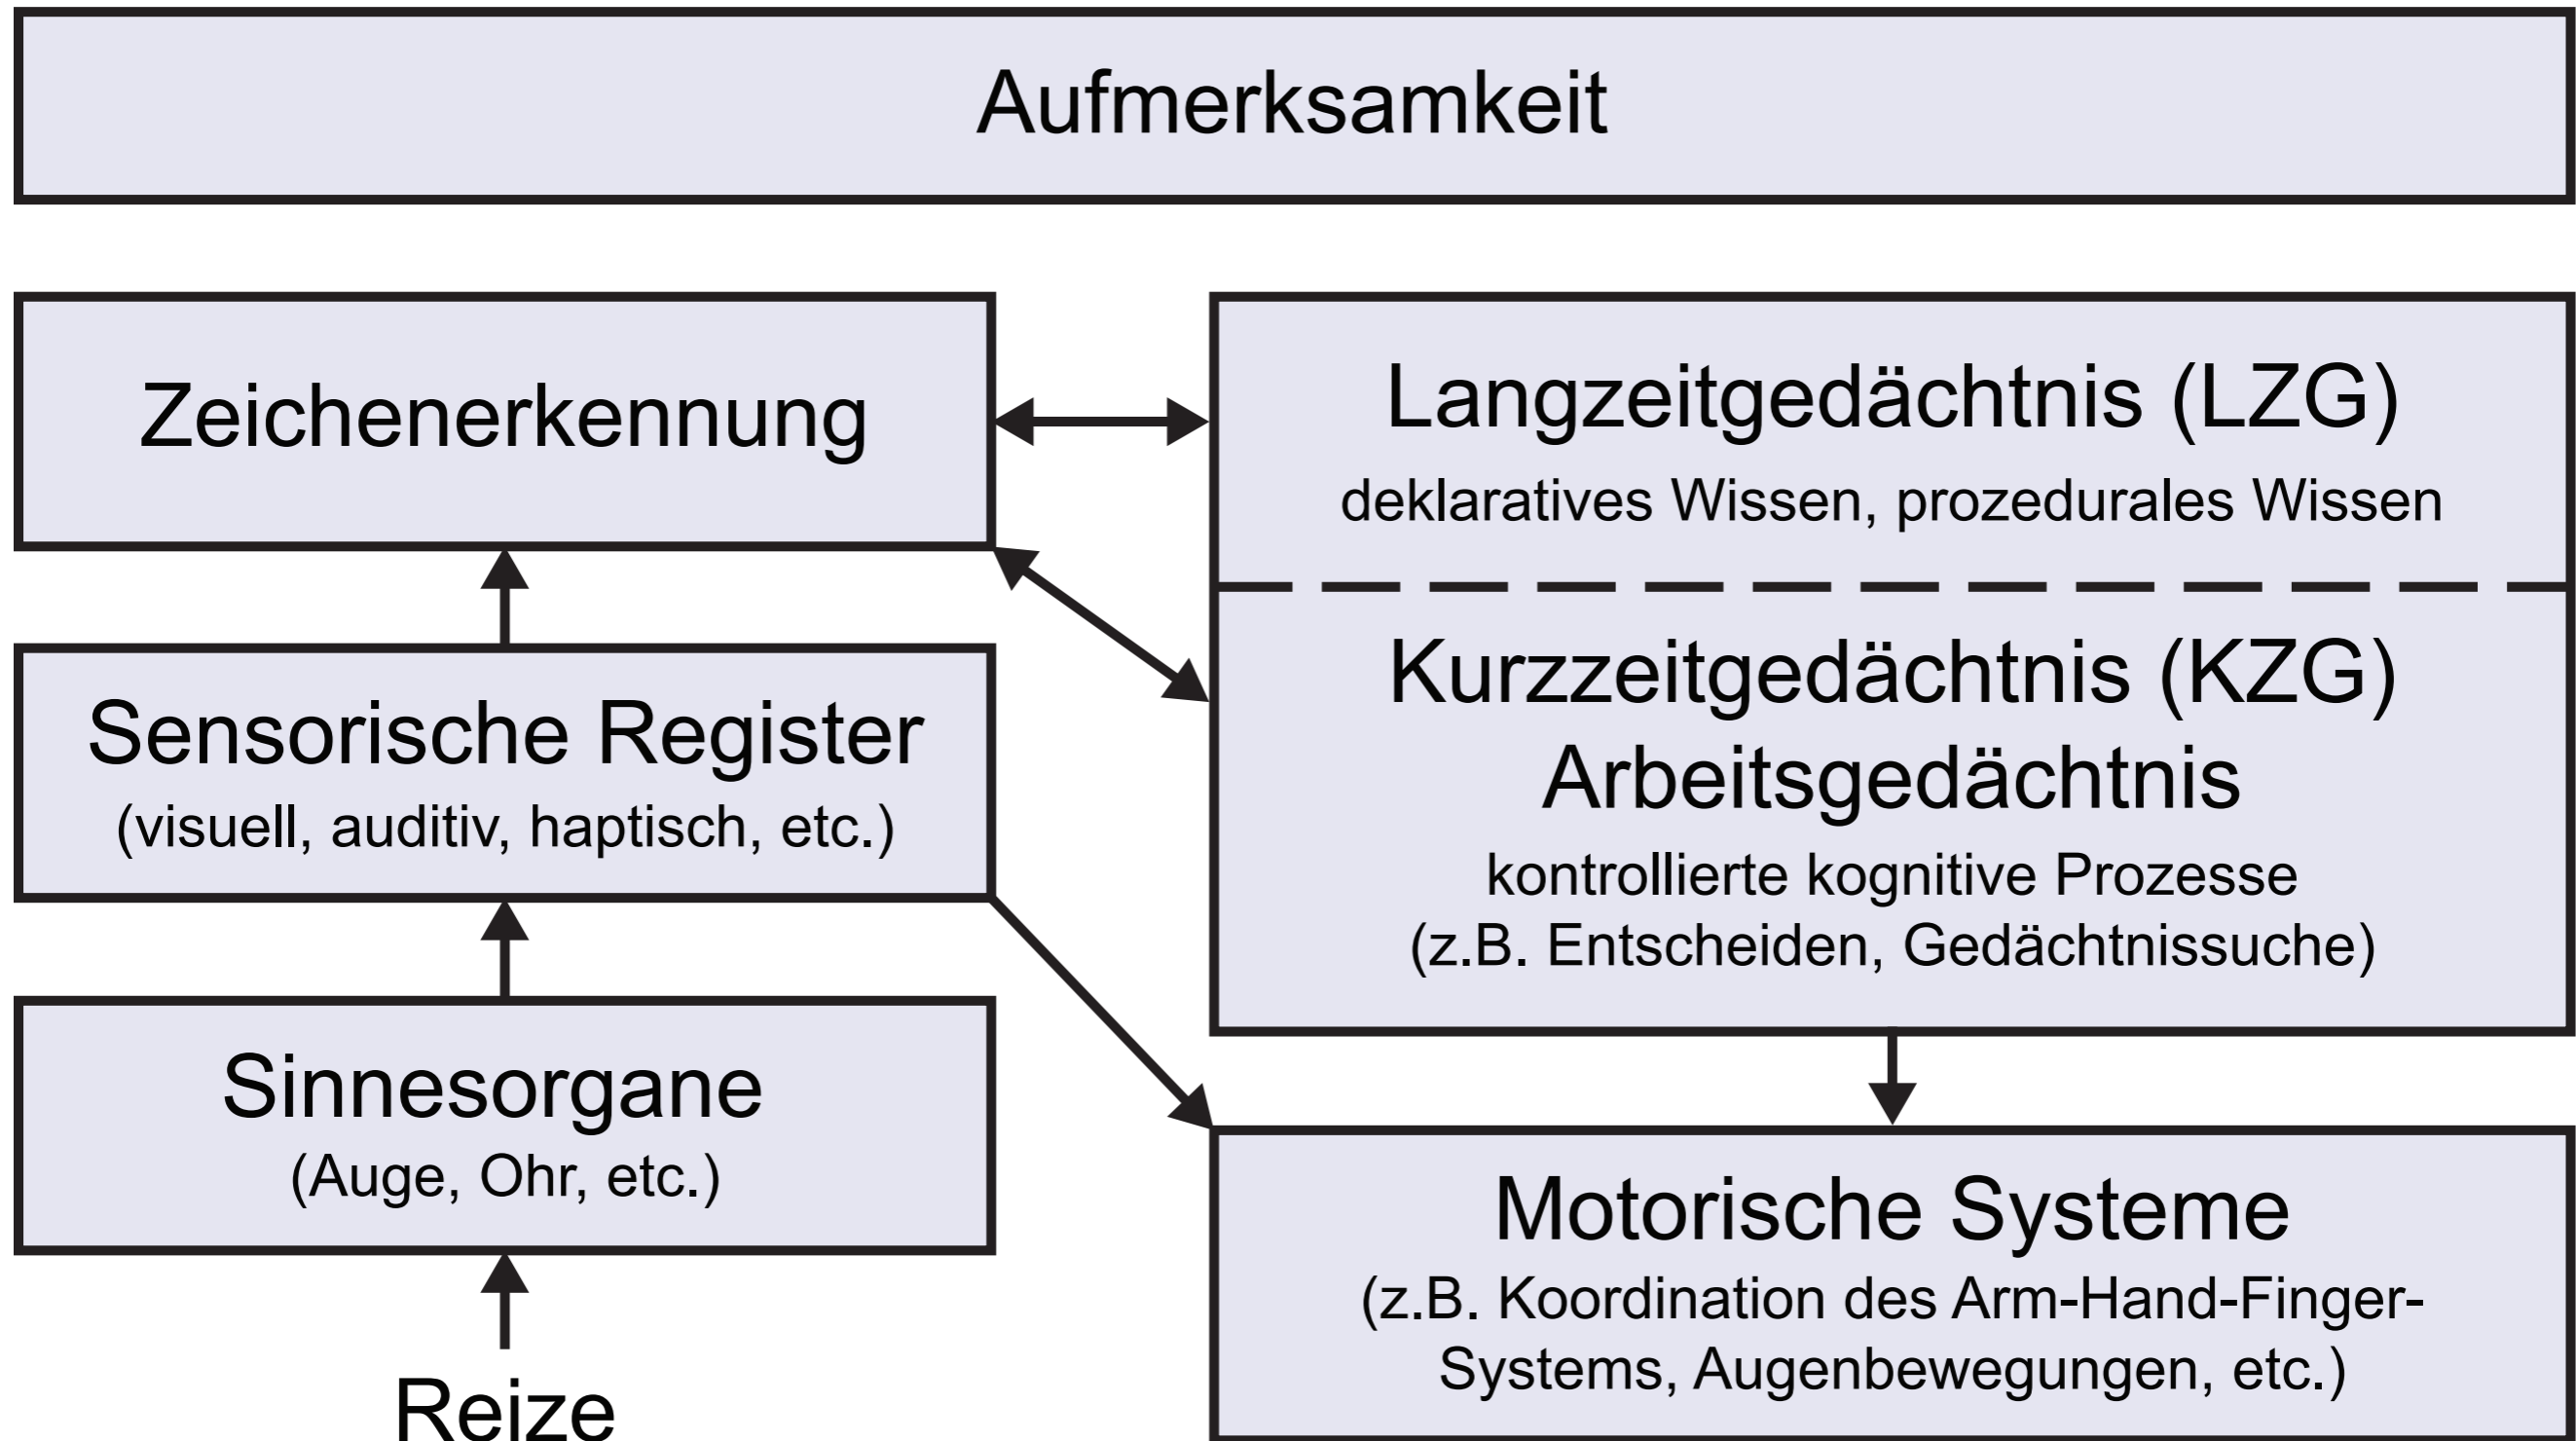 Aufmerksamkeit
Zeichenerkennung
Sensorische Register
(visuell, auditiv, haptisch, etc.)
Sinnesorgane
(Auge, Ohr, etc.)
Reize
Langzeitgedächtnis (LZG)
deklaratives Wissen, prozedurales Wissen
Kurzzeitgedächtnis (KZG)
Arbeitsgedächtnis
kontrollierte kognitive Prozesse
(z.B. Entscheiden, Gedächtnissuche)
Motorische Systeme
(z.B. Koordination des Arm-Hand-Finger-
Systems, Augenbewegungen, etc.)